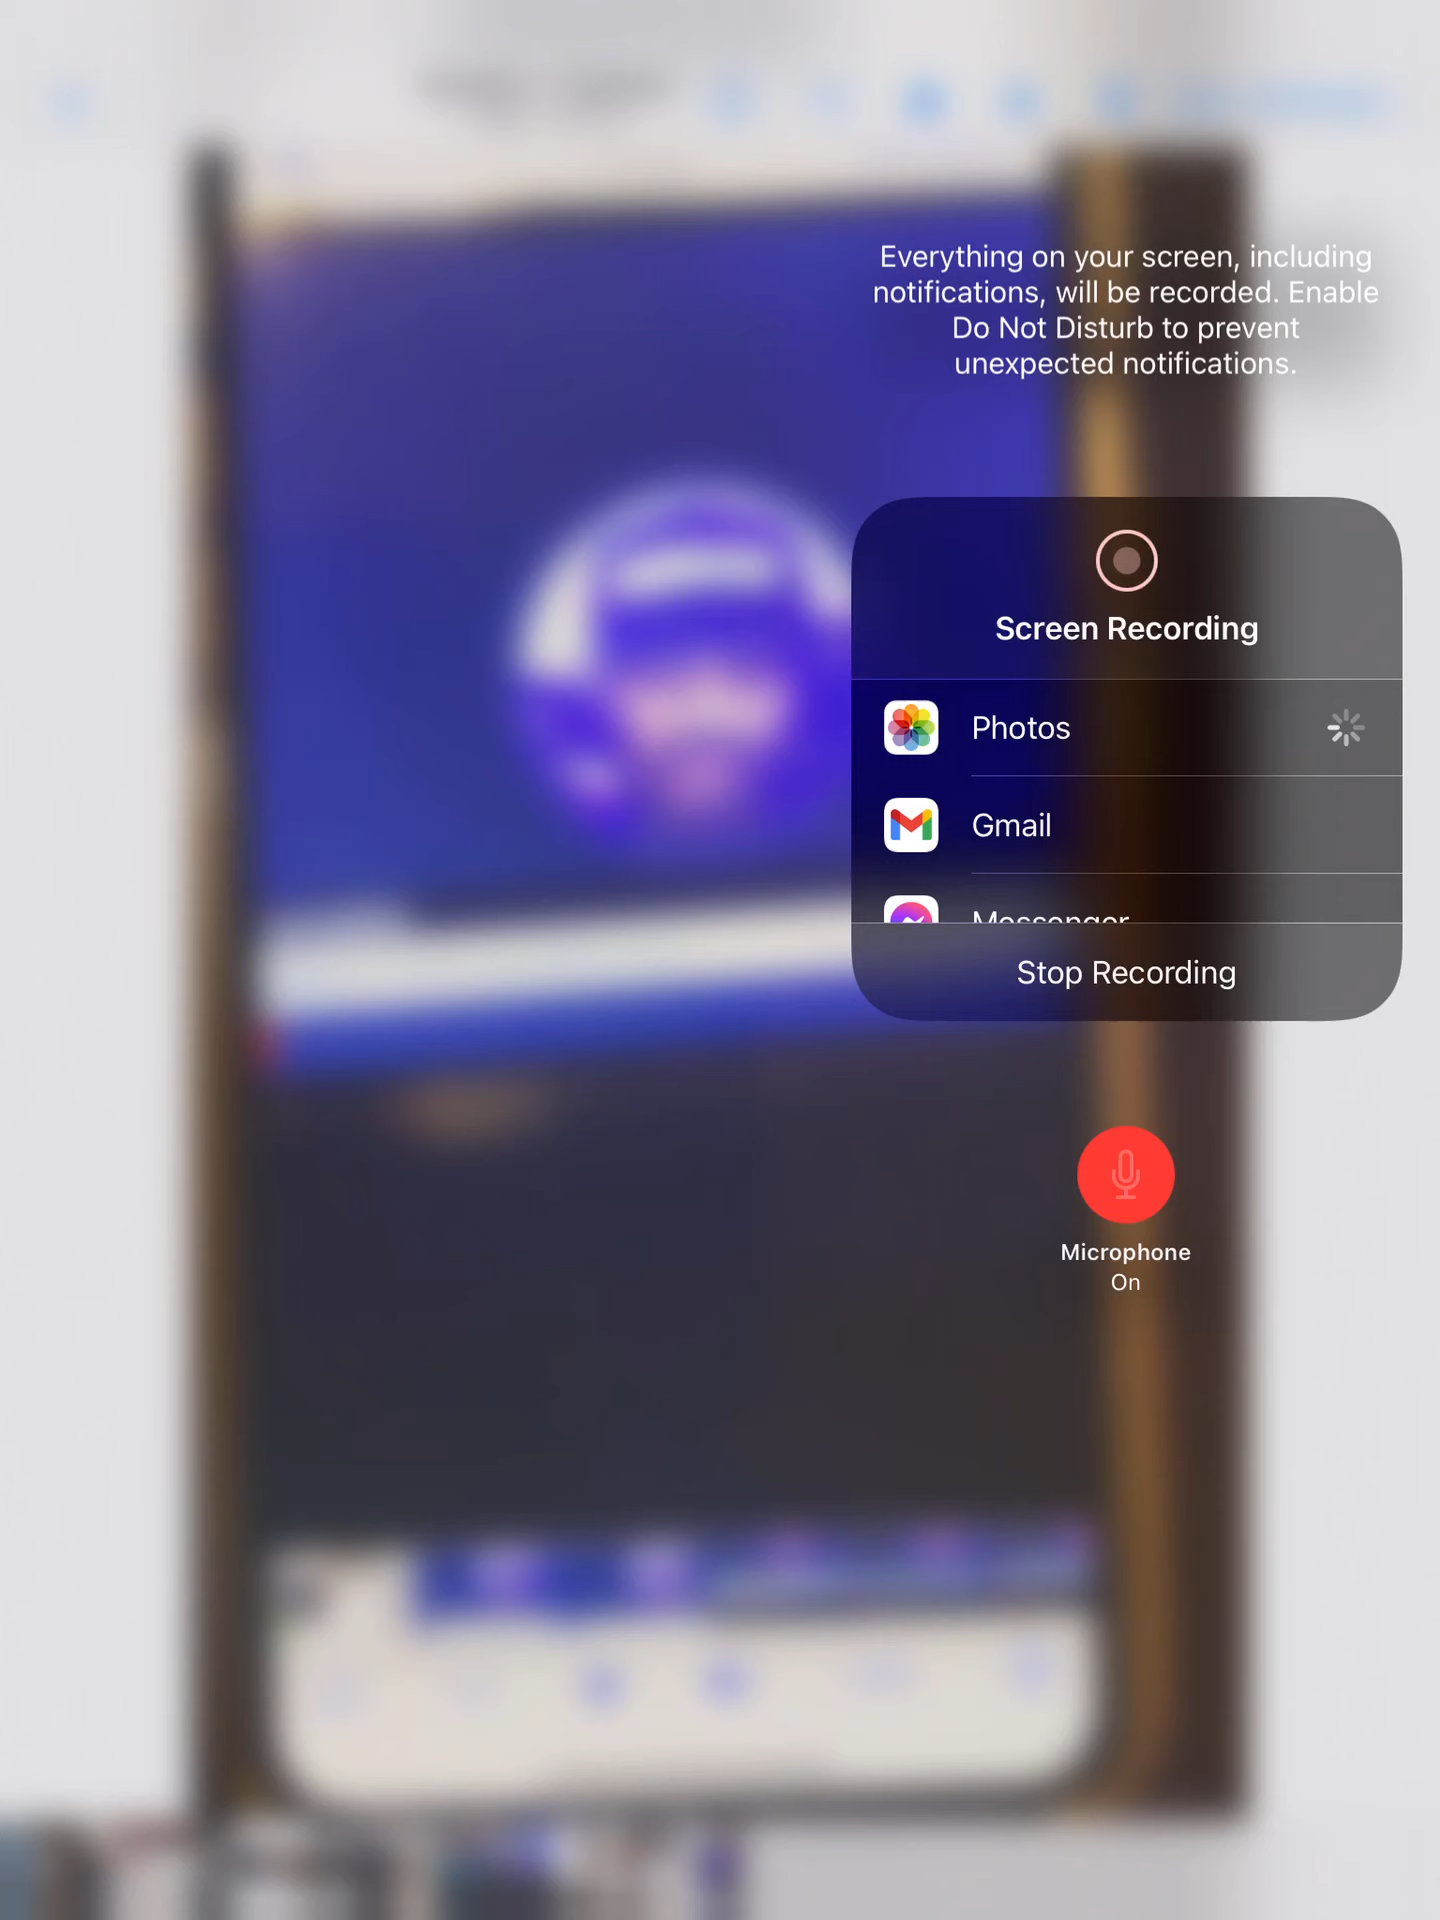 Everything on your screen, including
notifications, will be recorded. Enable
Do Not Disturb to prevent
unexpected notifications.
Screen Recording
Photos
Gmail
Messenger
Stop Recording
Microphone
On